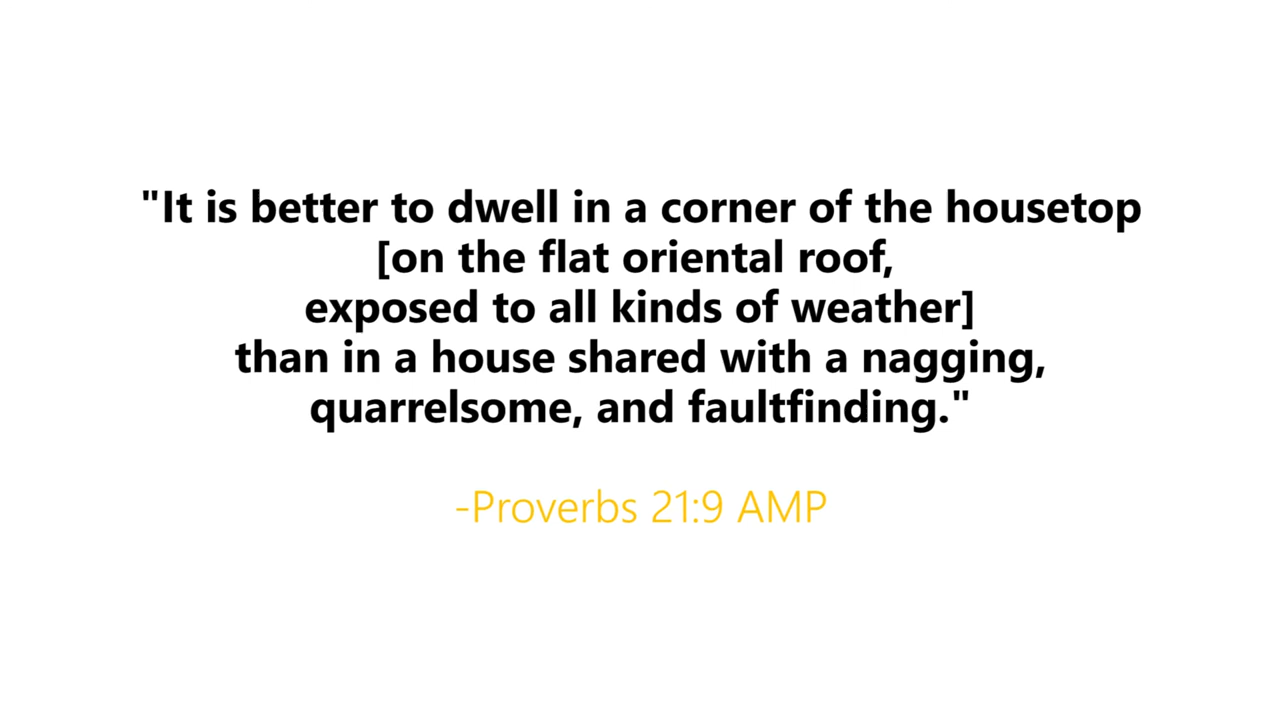 "It is better to dwell in a corner of the housetop
[on the flat oriental roof,
exposed to all kinds of weather]
than in a house shared with a nagging,
quarrelsome, and faultfinding."
-Proverbs 21:9 AMP